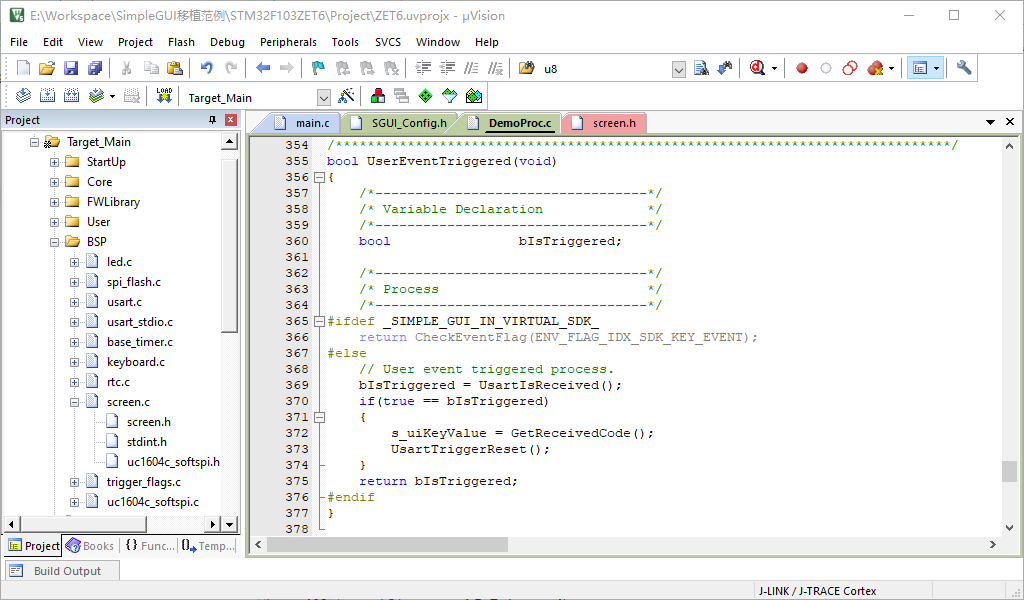 E:\Workspace\SimpleGUI移植范例\STM32F103ZET6\Project\ZET6.uvprojx - µVision
File Edit View Project Flash Debug Peripherals Tools SVCS Window Help
u8
LOAD Target_Main
Project
main.c SGUI_Config.h DemoProc.c screen.h
Target_Main
StartUp
Core
FWLibrary
User
BSP
led.c
spi_flash.c
usart.c
usart_stdio.c
base_timer.c
keyboard.c
rtc.c
screen.c
screen.h
stdint.h
uc1604c_softspi.h
trigger_flags.c
uc1604c_softspi.c
354 /******************************************************************************/
355 bool UserEventTriggered(void)
356 {
357 /*----------------------------------*/
358 /* Variable Declaration */
359 /*----------------------------------*/
360 bool bIsTriggered;
361
362 /*----------------------------------*/
363 /* Process */
364 /*----------------------------------*/
365 #ifdef _SIMPLE_GUI_IN_VIRTUAL_SDK_
366 return CheckEventFlag(ENV_FLAG_IDX_SDK_KEY_EVENT);
367 #else
368 // User event triggered process.
369 bIsTriggered = UsartIsReceived();
370 if(true == bIsTriggered)
371 {
372 s_uiKeyValue = GetReceivedCode();
373 UsartTriggerReset();
374 }
375 return bIsTriggered;
376 #endif
377 }
378
Project Books {} Func... Temp...
Build Output
J-LINK / J-TRACE Cortex